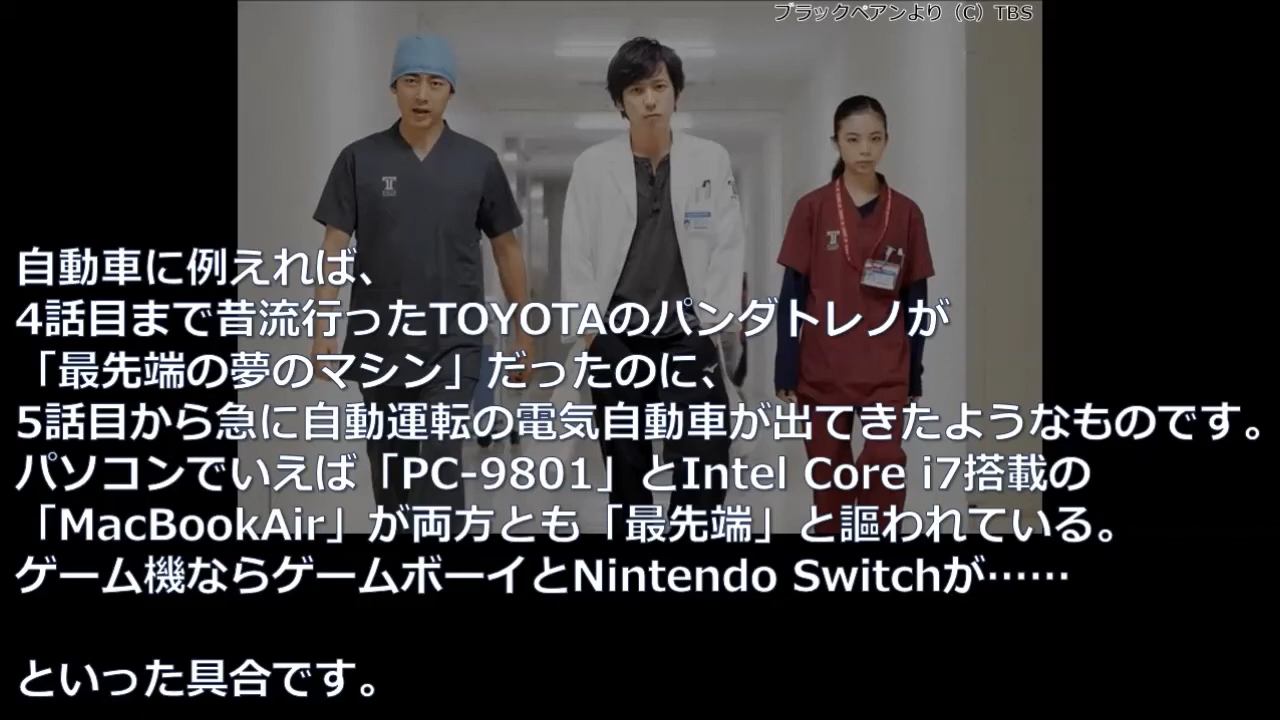 ブラックペアンより（C）TBS
自動車に例えれば、
4話目まで昔流行ったTOYOTAのパンダトレノが
「最先端の夢のマシン」だったのに、
5話目から急に自動運転の電気自動車が出てきたようなものです。
パソコンでいえば「PC-9801」とIntel Core i7搭載の
「MacBookAir」が両方とも「最先端」と謳われている。
ゲーム機ならゲームボーイとNintendo Switchが……
といった具合です。